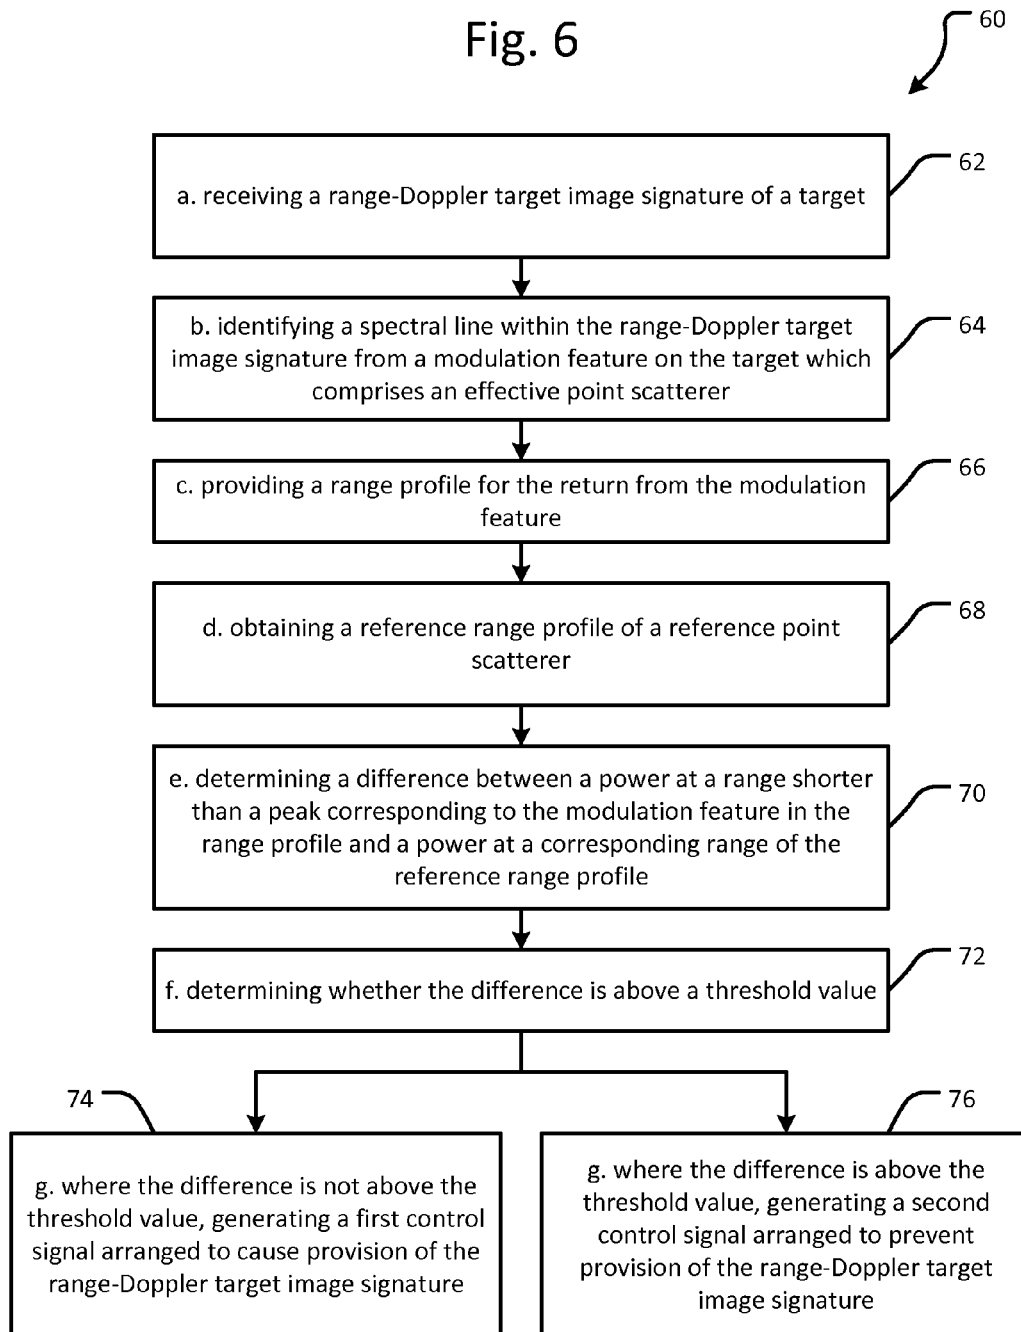 Fig. 6
60
a. receiving a range-Doppler target image signature of a target
62
b. identifying a spectral line within the range-Doppler target
image signature from a modulation feature on the target which
comprises an effective point scatterer
64
c. providing a range profile for the return from the modulation
feature
66
d. obtaining a reference range profile of a reference point
scatterer
68
e. determining a difference between a power at a range shorter
than a peak corresponding to the modulation feature in the
range profile and a power at a corresponding range of the
reference range profile
70
f. determining whether the difference is above a threshold value
72
74
g. where the difference is not above the
threshold value, generating a first control
signal arranged to cause provision of the
range-Doppler target image signature
76
g. where the difference is above the
threshold value, generating a second
control signal arranged to prevent
provision of the range-Doppler target
image signature